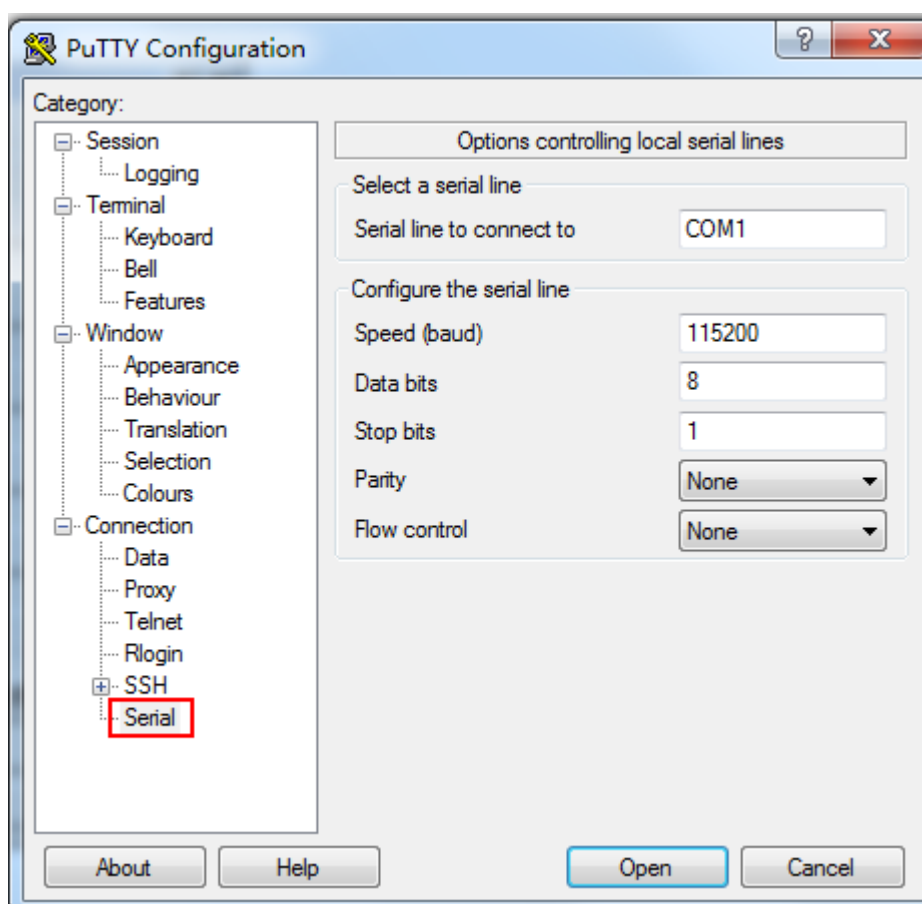 PuTTY Configuration
Category:
Session
Logging
Terminal
Keyboard
Bell
Features
Window
Appearance
Behaviour
Translation
Selection
Colours
Connection
Data
Proxy
Telnet
Rlogin
SSH
Serial
Options controlling local serial lines
Select a serial line
Serial line to connect to COM1
Configure the serial line
Speed (baud) 115200
Data bits 8
Stop bits 1
Parity None
Flow control None
About Help Open Cancel